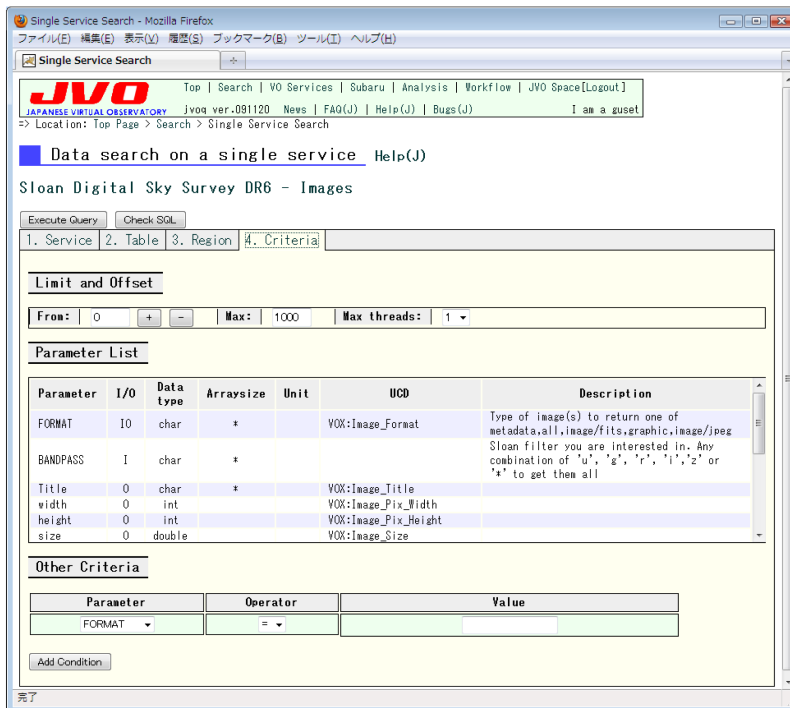 Single Service Search - Mozilla Firefox
ファイル(F) 編集(E) 表示(V) 履歴(S) ブックマーク(B) ツール(T) ヘルプ(H)
Single Service Search
JVO Top | Search | VO Services | Subaru | Analysis | Workflow | JVO Space[Logout]
JAPANESE VIRTUAL OBSERVATORY jvoq ver.091120 News | FAQ(J) | Help(J) | Bugs(J) I am a guset
=> Location: Top Page > Search > Single Service Search
Data search on a single service Help(J)
Sloan Digital Sky Survey DR6 - Images
Execute Query Check SQL
1. Service 2. Table 3. Region 4. Criteria
Limit and Offset
From: 0 + - Max: 1000 Max threads: 1
Parameter List
Parameter I/O Data type Arraysize Unit UCD Description
FORMAT IO char * VOX:Image_Format Type of image(s) to return one of
metadata,all,image/fits,graphic,image/jpeg
BANDPASS I char * Sloan filter you are interested in. Any
combination of 'u', 'g', 'r', 'i','z' or
'*' to get them all
Title O char * VOX:Image_Title
width O int VOX:Image_Pix_Width
height O int VOX:Image_Pix_Height
size O double VOX:Image_Size
Other Criteria
Parameter Operator Value
FORMAT =
Add Condition
完了